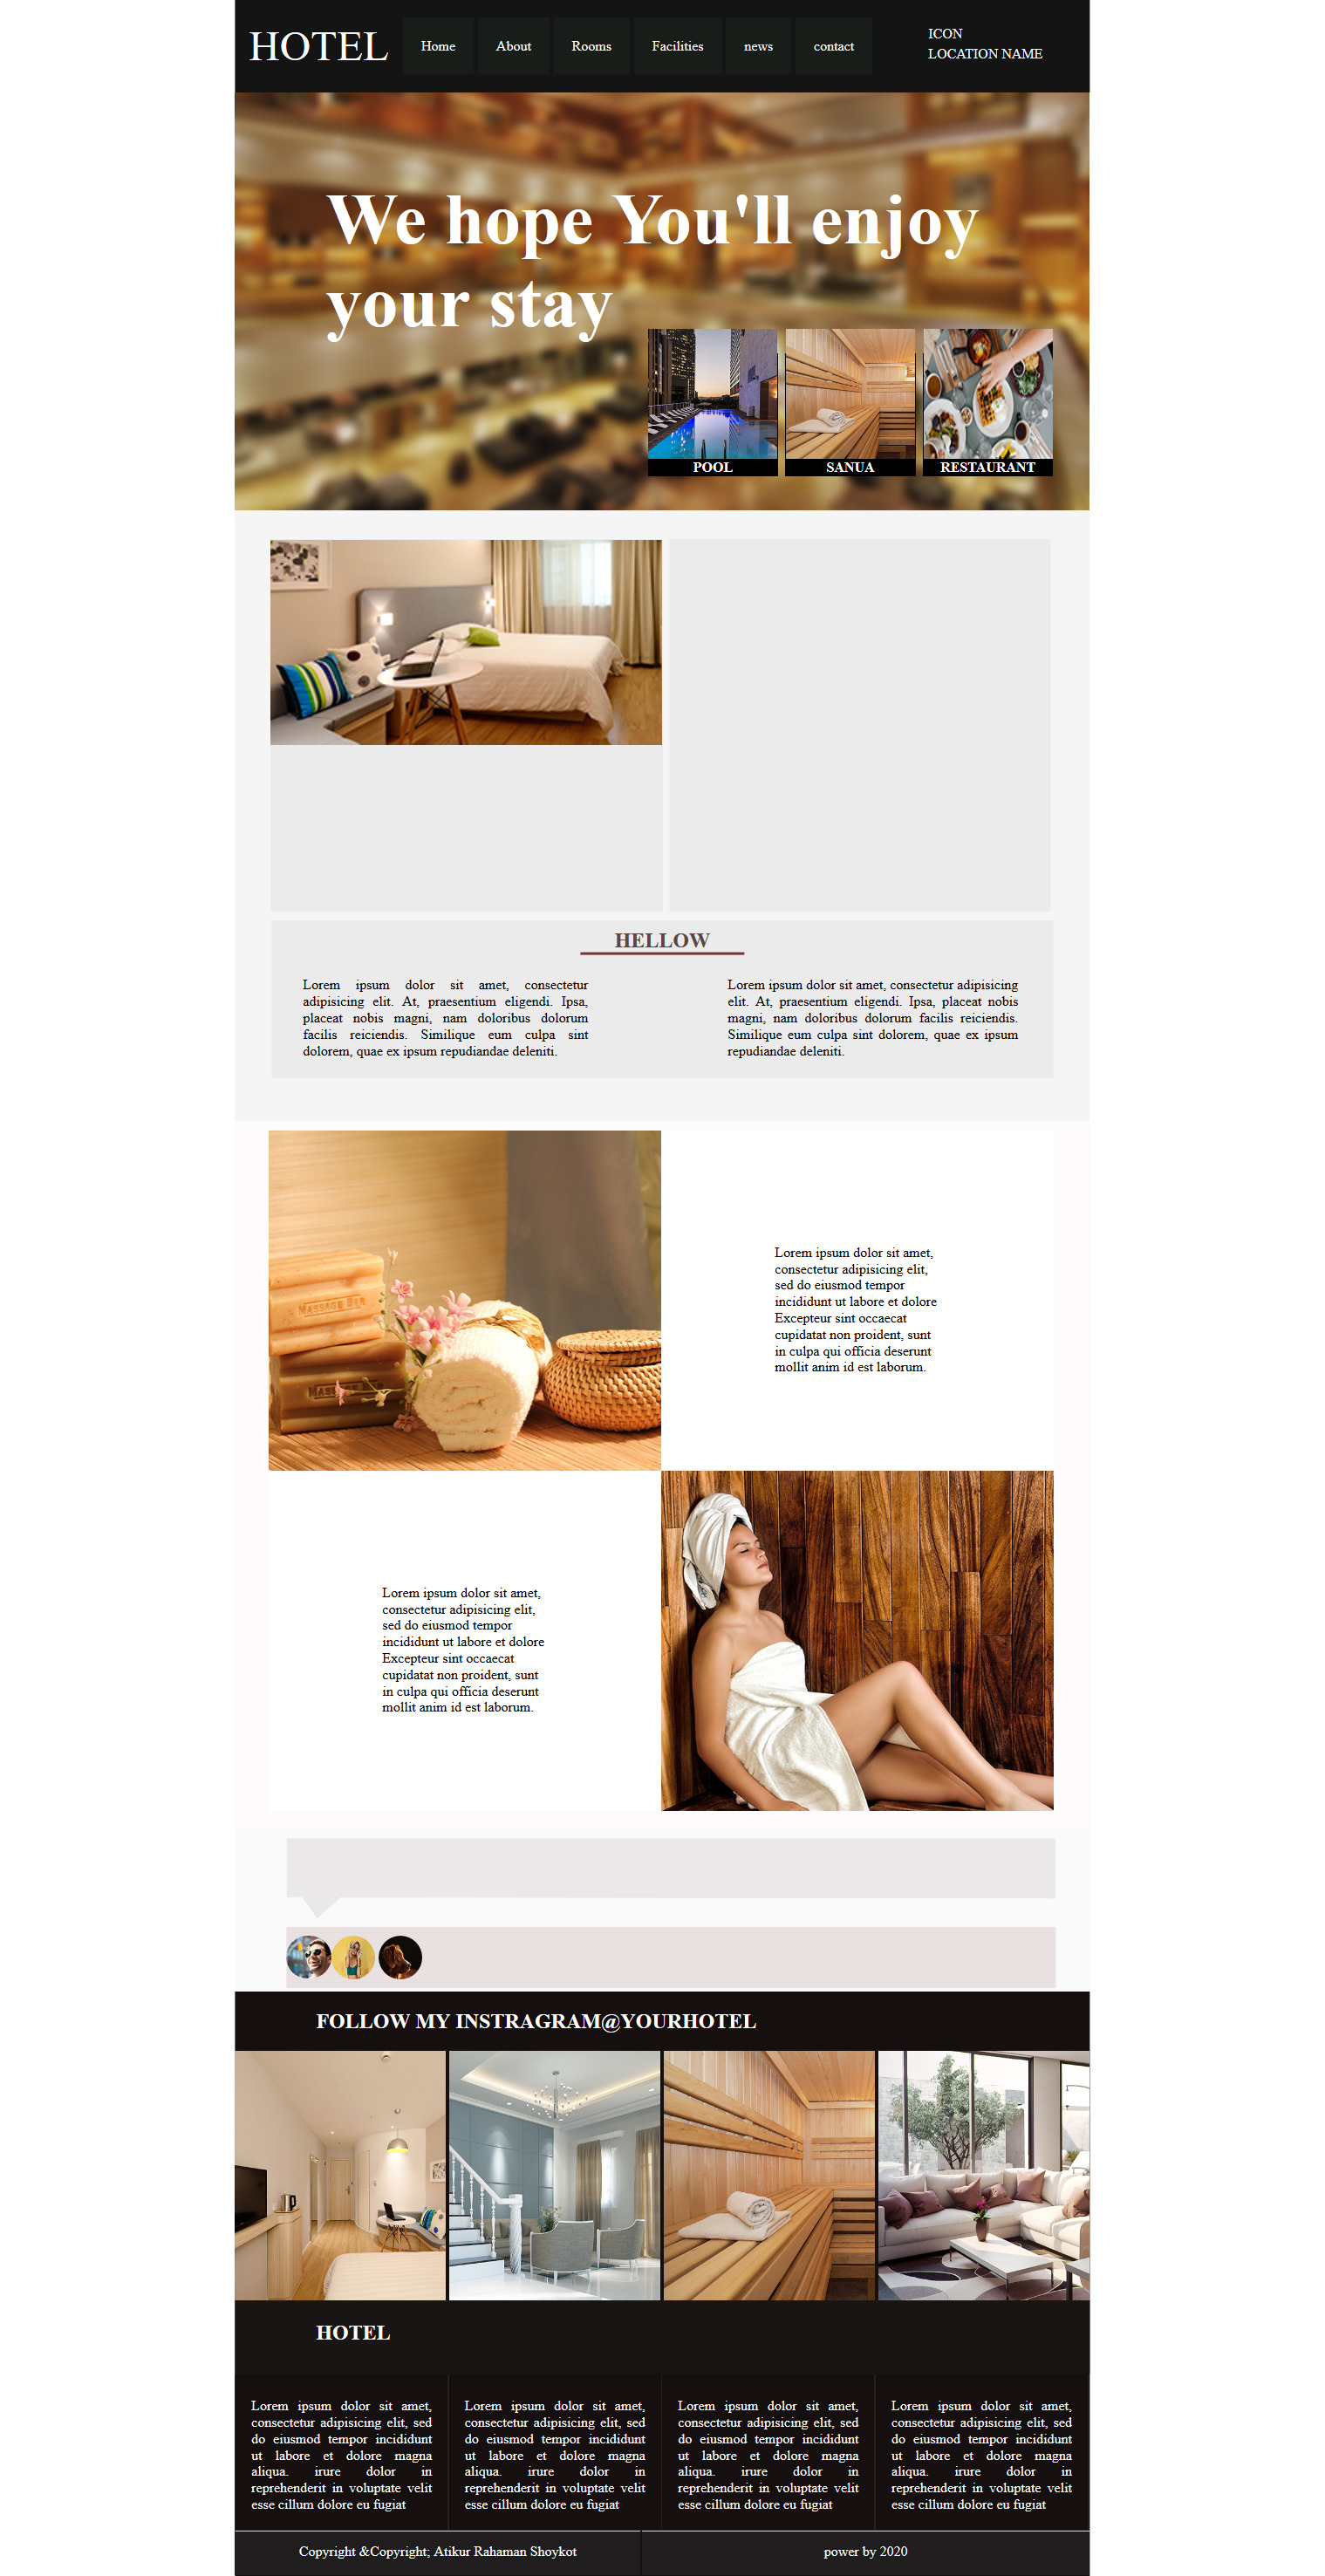 HOTEL
Home
About
Rooms
Facilities
news
contact
ICON
LOCATION NAME
We hope You'll enjoy
your stay
POOL
SANUA
RESTAURANT
HELLOW
Lorem ipsum dolor sit amet, consectetur
adipisicing elit. At, praesentium eligendi. Ipsa,
placeat nobis magni, nam doloribus dolorum
facilis reiciendis. Similique eum culpa sint
dolorem, quae ex ipsum repudiandae deleniti.
Lorem ipsum dolor sit amet, consectetur adipisicing
elit. At, praesentium eligendi. Ipsa, placeat nobis
magni, nam doloribus dolorum facilis reiciendis.
Similique eum culpa sint dolorem, quae ex ipsum
repudiandae deleniti.
MASSAGE BAR
Lorem ipsum dolor sit amet,
consectetur adipisicing elit,
sed do eiusmod tempor
incididunt ut labore et dolore
Excepteur sint occaecat
cupidatat non proident, sunt
in culpa qui officia deserunt
mollit anim id est laborum.
Lorem ipsum dolor sit amet,
consectetur adipisicing elit,
sed do eiusmod tempor
incididunt ut labore et dolore
Excepteur sint occaecat
cupidatat non proident, sunt
in culpa qui officia deserunt
mollit anim id est laborum.
FOLLOW MY INSTRAGRAM@YOURHOTEL
HOTEL
Lorem ipsum dolor sit amet,
consectetur adipisicing elit, sed
do eiusmod tempor incididunt
ut labore et dolore magna
aliqua. irure dolor in
reprehenderit in voluptate velit
esse cillum dolore eu fugiat
Lorem ipsum dolor sit amet,
consectetur adipisicing elit, sed
do eiusmod tempor incididunt
ut labore et dolore magna
aliqua. irure dolor in
reprehenderit in voluptate velit
esse cillum dolore eu fugiat
Lorem ipsum dolor sit amet,
consectetur adipisicing elit, sed
do eiusmod tempor incididunt
ut labore et dolore magna
aliqua. irure dolor in
reprehenderit in voluptate velit
esse cillum dolore eu fugiat
Lorem ipsum dolor sit amet,
consectetur adipisicing elit, sed
do eiusmod tempor incididunt
ut labore et dolore magna
aliqua. irure dolor in
reprehenderit in voluptate velit
esse cillum dolore eu fugiat
Copyright &Copyright; Atikur Rahaman Shoykot
power by 2020